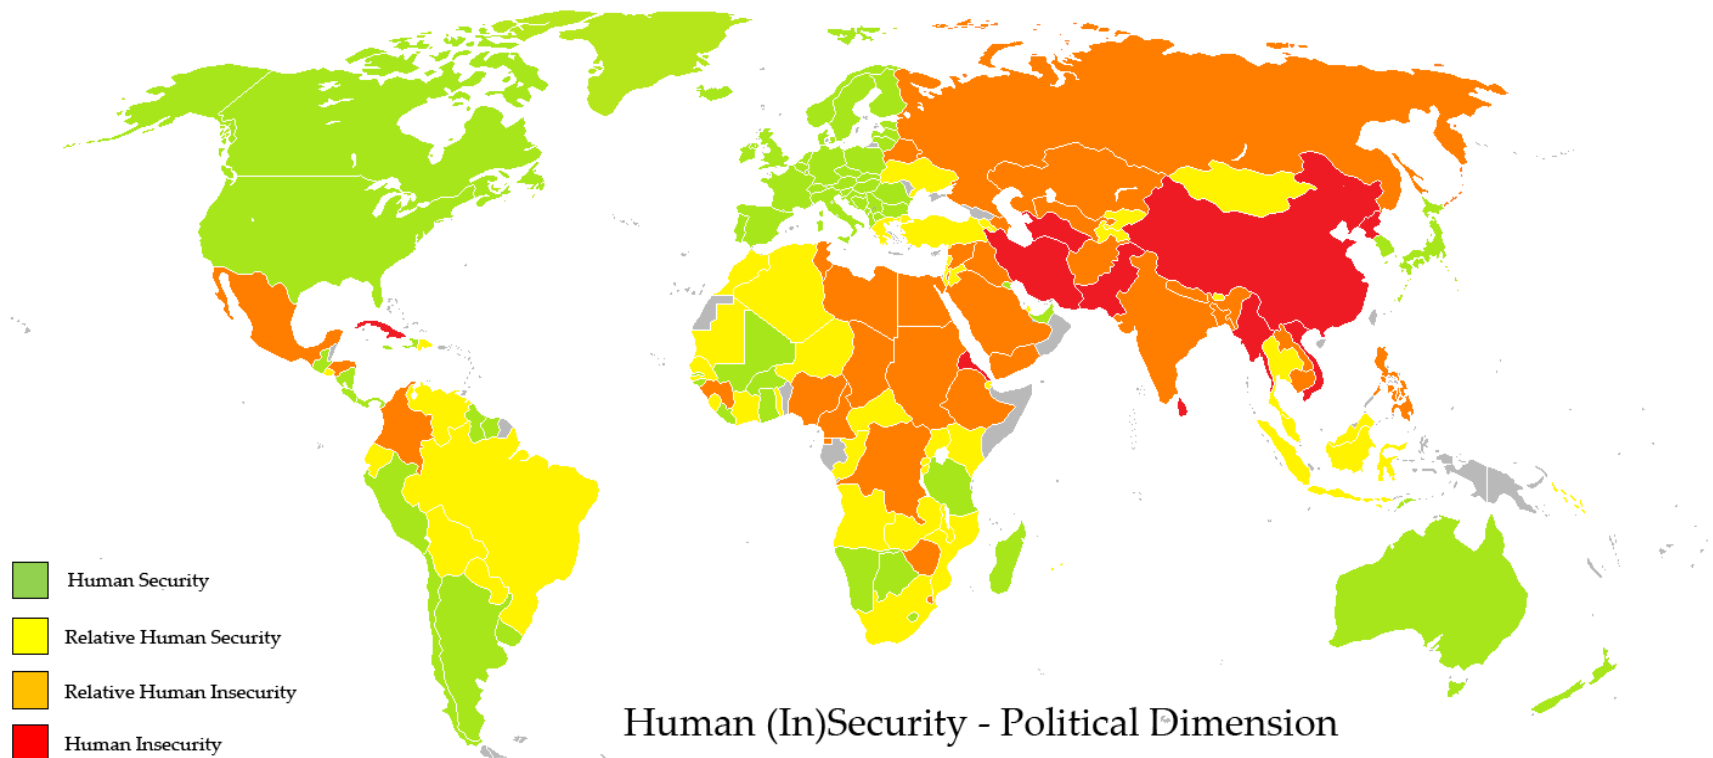 Human Security
Relative Human Security
Relative Human Insecurity
Human Insecurity
Human (In)Security - Political Dimension